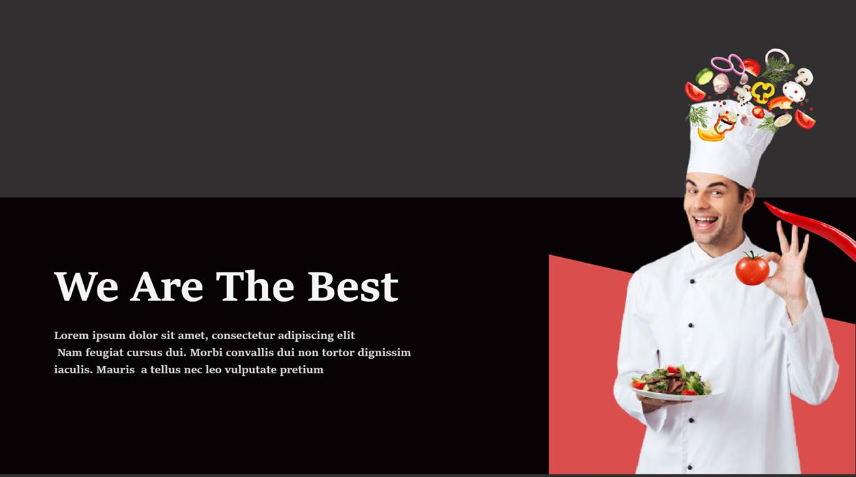 We Are The Best
Lorem ipsum dolor sit amet, consectetur adipiscing elit
Nam feugiat cursus dui. Morbi convallis dui non tortor dignissim
iaculis. Mauris a tellus nec leo vulputate pretium